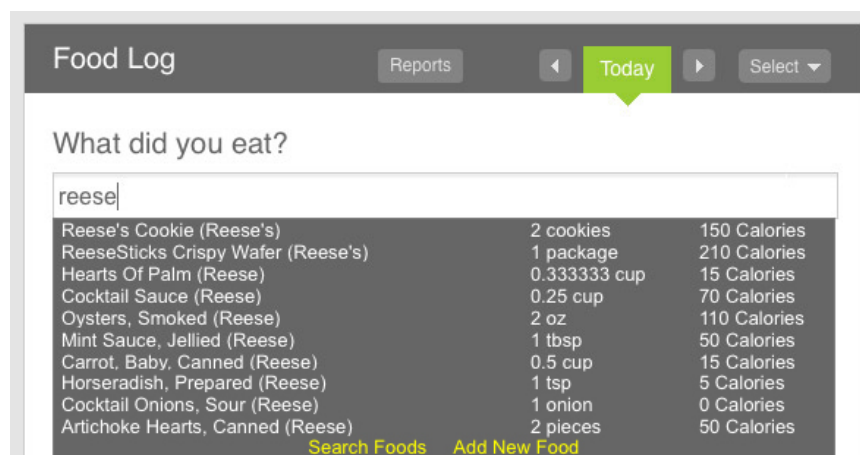 Food Log Reports Today Select
What did you eat?
reese
Reese's Cookie (Reese's) 2 cookies 150 Calories
ReeseSticks Crispy Wafer (Reese's) 1 package 210 Calories
Hearts Of Palm (Reese) 0.333333 cup 15 Calories
Cocktail Sauce (Reese) 0.25 cup 70 Calories
Oysters, Smoked (Reese) 2 oz 110 Calories
Mint Sauce, Jellied (Reese) 1 tbsp 50 Calories
Carrot, Baby, Canned (Reese) 0.5 cup 15 Calories
Horseradish, Prepared (Reese) 1 tsp 5 Calories
Cocktail Onions, Sour (Reese) 1 onion 0 Calories
Artichoke Hearts, Canned (Reese) 2 pieces 50 Calories
Search Foods Add New Food